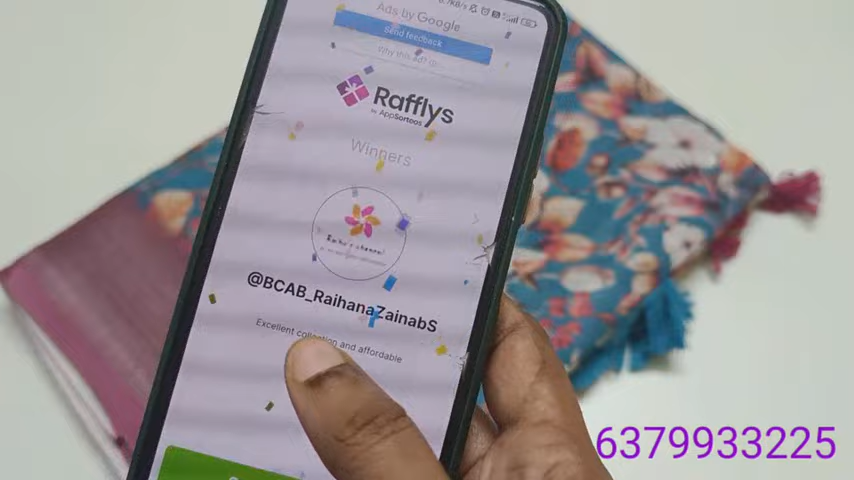 Ads by Google
Send feedback
Why this ad?
Rafflys
by AppSorteos
Winners
@BCAB_RaihanaZainabS
Excellent collection and affordable
6379933225